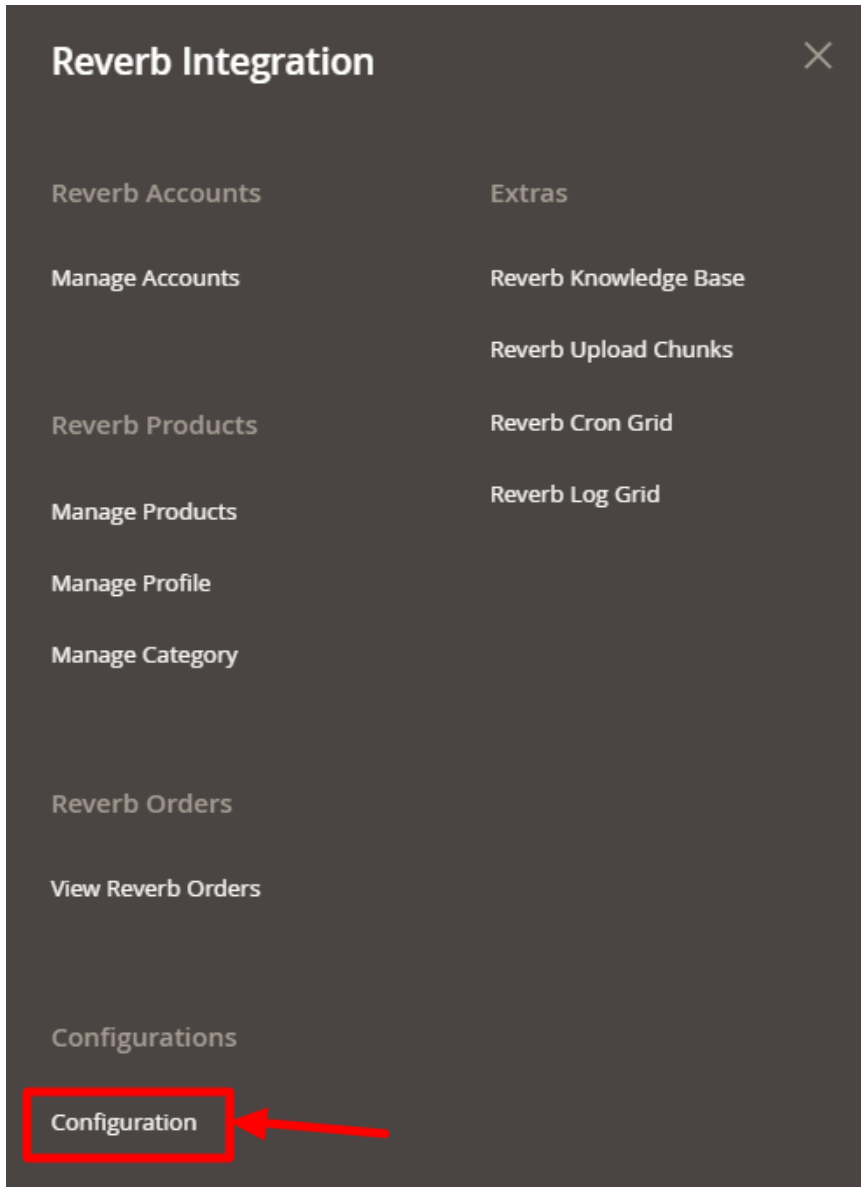 Reverb Integration
Reverb Accounts
Manage Accounts
Reverb Products
Manage Products
Manage Profile
Manage Category
Reverb Orders
View Reverb Orders
Configurations
Configuration
Extras
Reverb Knowledge Base
Reverb Upload Chunks
Reverb Cron Grid
Reverb Log Grid